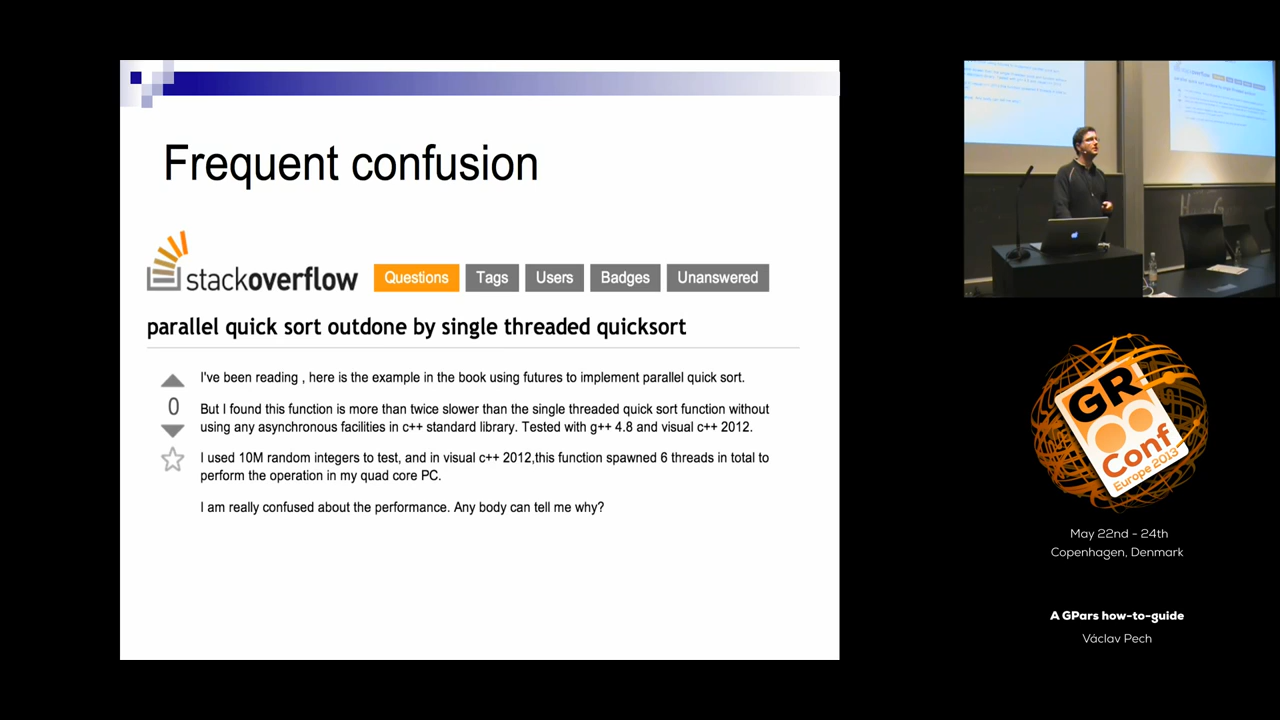 Frequent confusion
stackoverflow Questions Tags Users Badges Unanswered
parallel quick sort outdone by single threaded quicksort
I've been reading , here is the example in the book using futures to implement parallel quick sort.
0
But I found this function is more than twice slower than the single threaded quick sort function without
using any asynchronous facilities in c++ standard library. Tested with g++ 4.8 and visual c++ 2012.
I used 10M random integers to test, and in visual c++ 2012,this function spawned 6 threads in total to
perform the operation in my quad core PC.
I am really confused about the performance. Any body can tell me why?
GR
Conf
Europe 2013
May 22nd - 24th
Copenhagen, Denmark
A GPars how-to-guide
Václav Pech